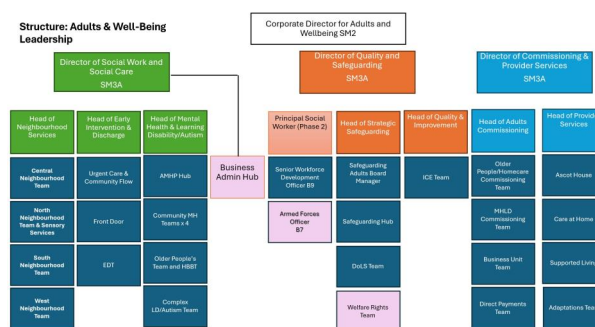 Structure: Adults & Well-Being
Leadership
Corporate Director for Adults and
Wellbeing SM2
Director of Social Work and
Social Care
SM3A
Director of Quality and
Safeguarding
SM3A
Director of Commissioning &
Provider Services
SM3A
Head of
Neighbourhood
Services
Head of Early
Intervention &
Discharge
Head of Mental
Health & Learning
Disability/Autism
Principal Social
Worker (Phase 2)
Head of Strategic
Safeguarding
Head of Quality &
Improvement
Head of Adults
Commissioning
Head of Provid
Services
Central
Neighbourhood
Team
Urgent Care &
Community Flow
AMHP Hub
Business
Admin Hub
Senior Workforce
Development
Officer B9
Safeguarding
Adults Board
Manager
ICE Team
Older
People/Homecare
Commissioning
Team
Ascot House
North
Neighbourhood
Team & Sensory
Services
Front Door
Community MH
Teams x 4
Armed Forces
Officer
B7
Safeguarding Hub
MHLD
Commissioning
Team
Care at Home
South
Neighbourhood
Team
EDT
Older People's
Team and HBBT
DoLS Team
Business Unit
Team
Supported Living
West
Neighbourhood
Team
Complex
LD/Autism Team
Welfare Rights
Team
Direct Payments
Team
Adaptations Tea